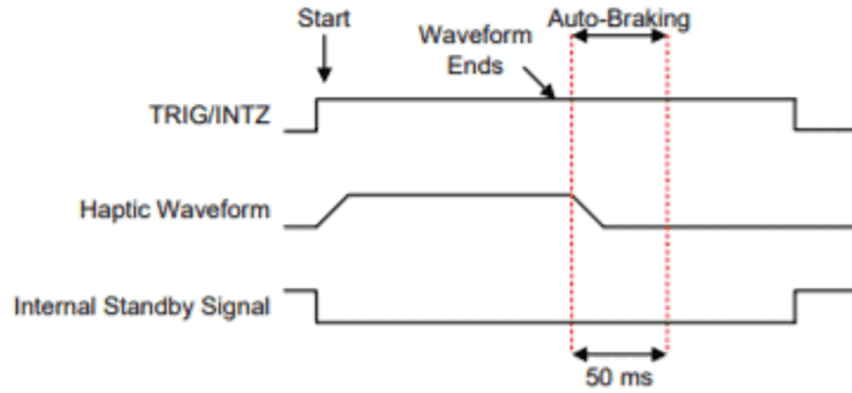 Start
Auto-Braking
Waveform
Ends
TRIG/INTZ
Haptic Waveform
Internal Standby Signal
50 ms